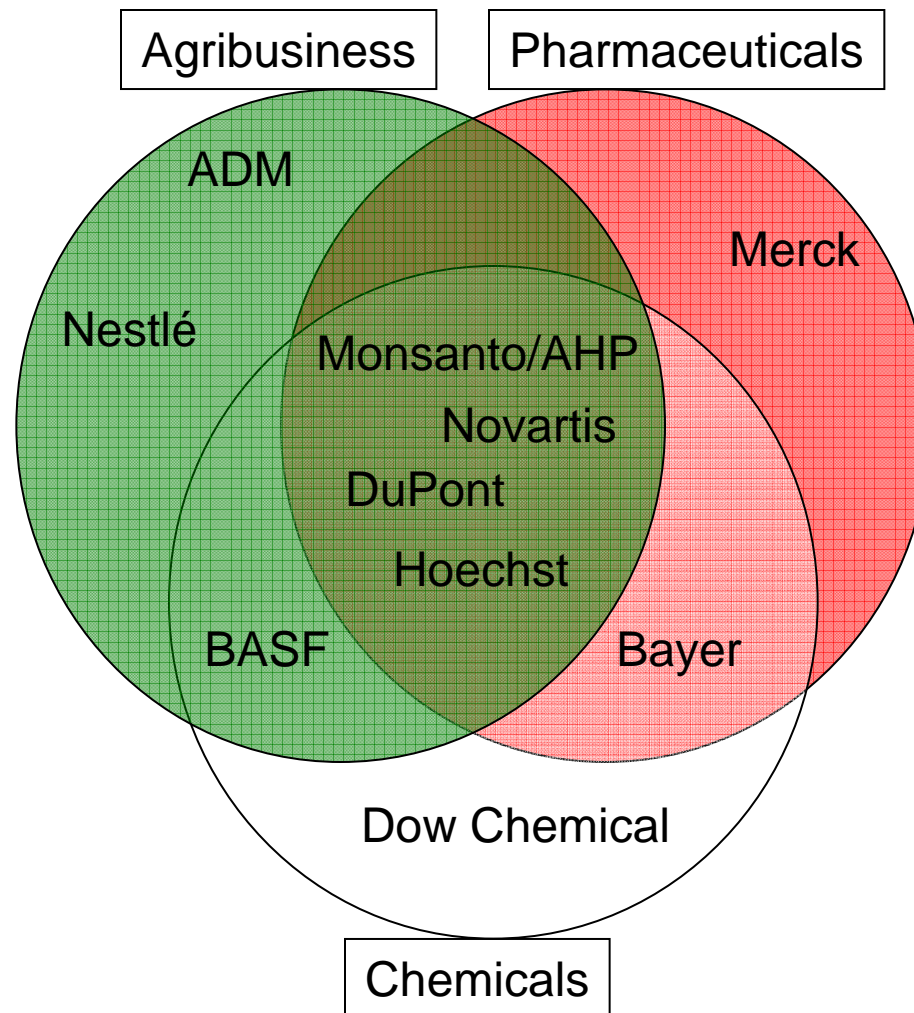 Agribusiness
Pharmaceuticals
ADM
Merck
Nestlé
Monsanto/AHP
Novartis
DuPont
Hoechst
BASF
Bayer
Dow Chemical
Chemicals